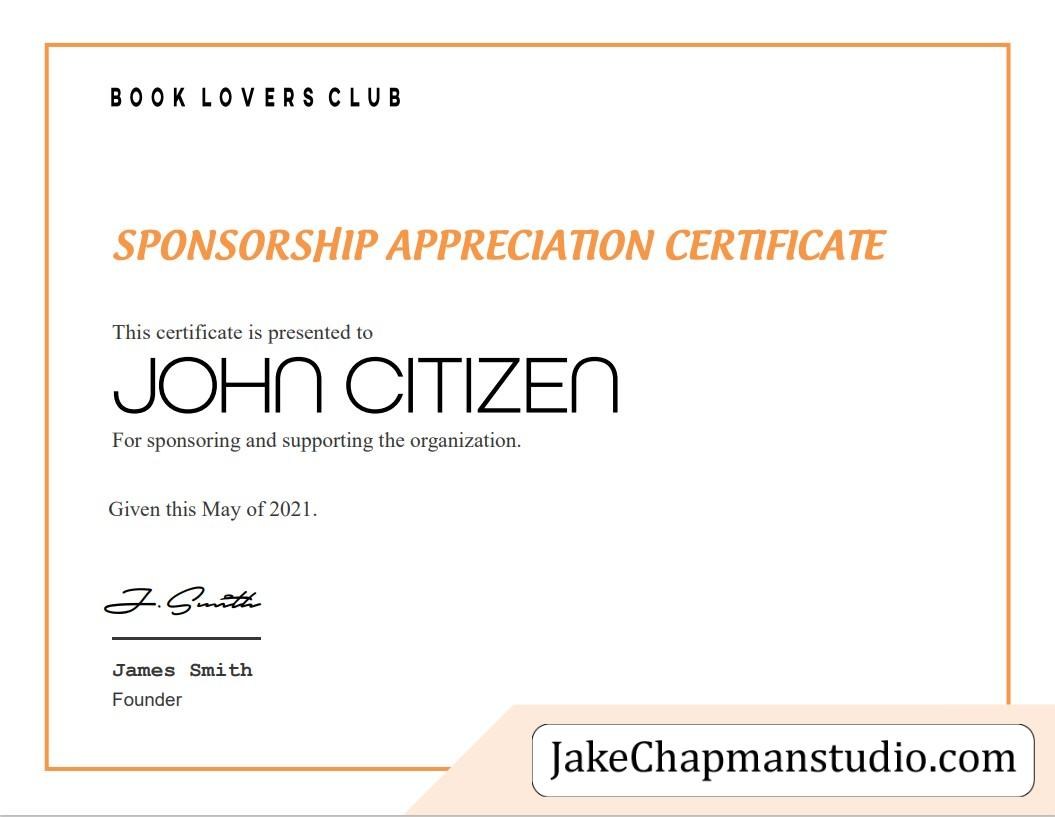 BOOK LOVERS CLUB
SPONSORSHIP APPRECIATION CERTIFICATE
This certificate is presented to
JOHN CITIZEN
For sponsoring and supporting the organization.
Given this May of 2021.
J. Smith
James Smith
Founder
JakeChapmanstudio.com